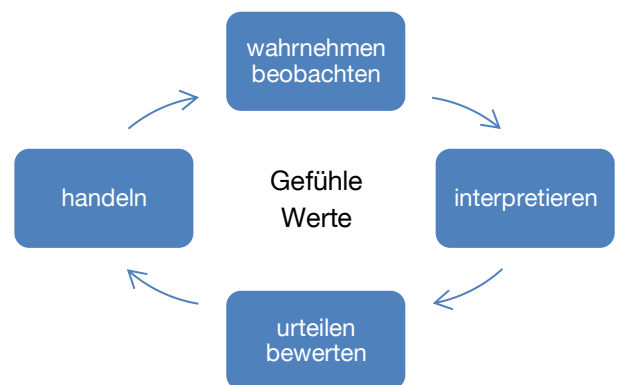 wahrnehmen
beobachten
handeln
Gefühle
Werte
interpretieren
urteilen
bewerten